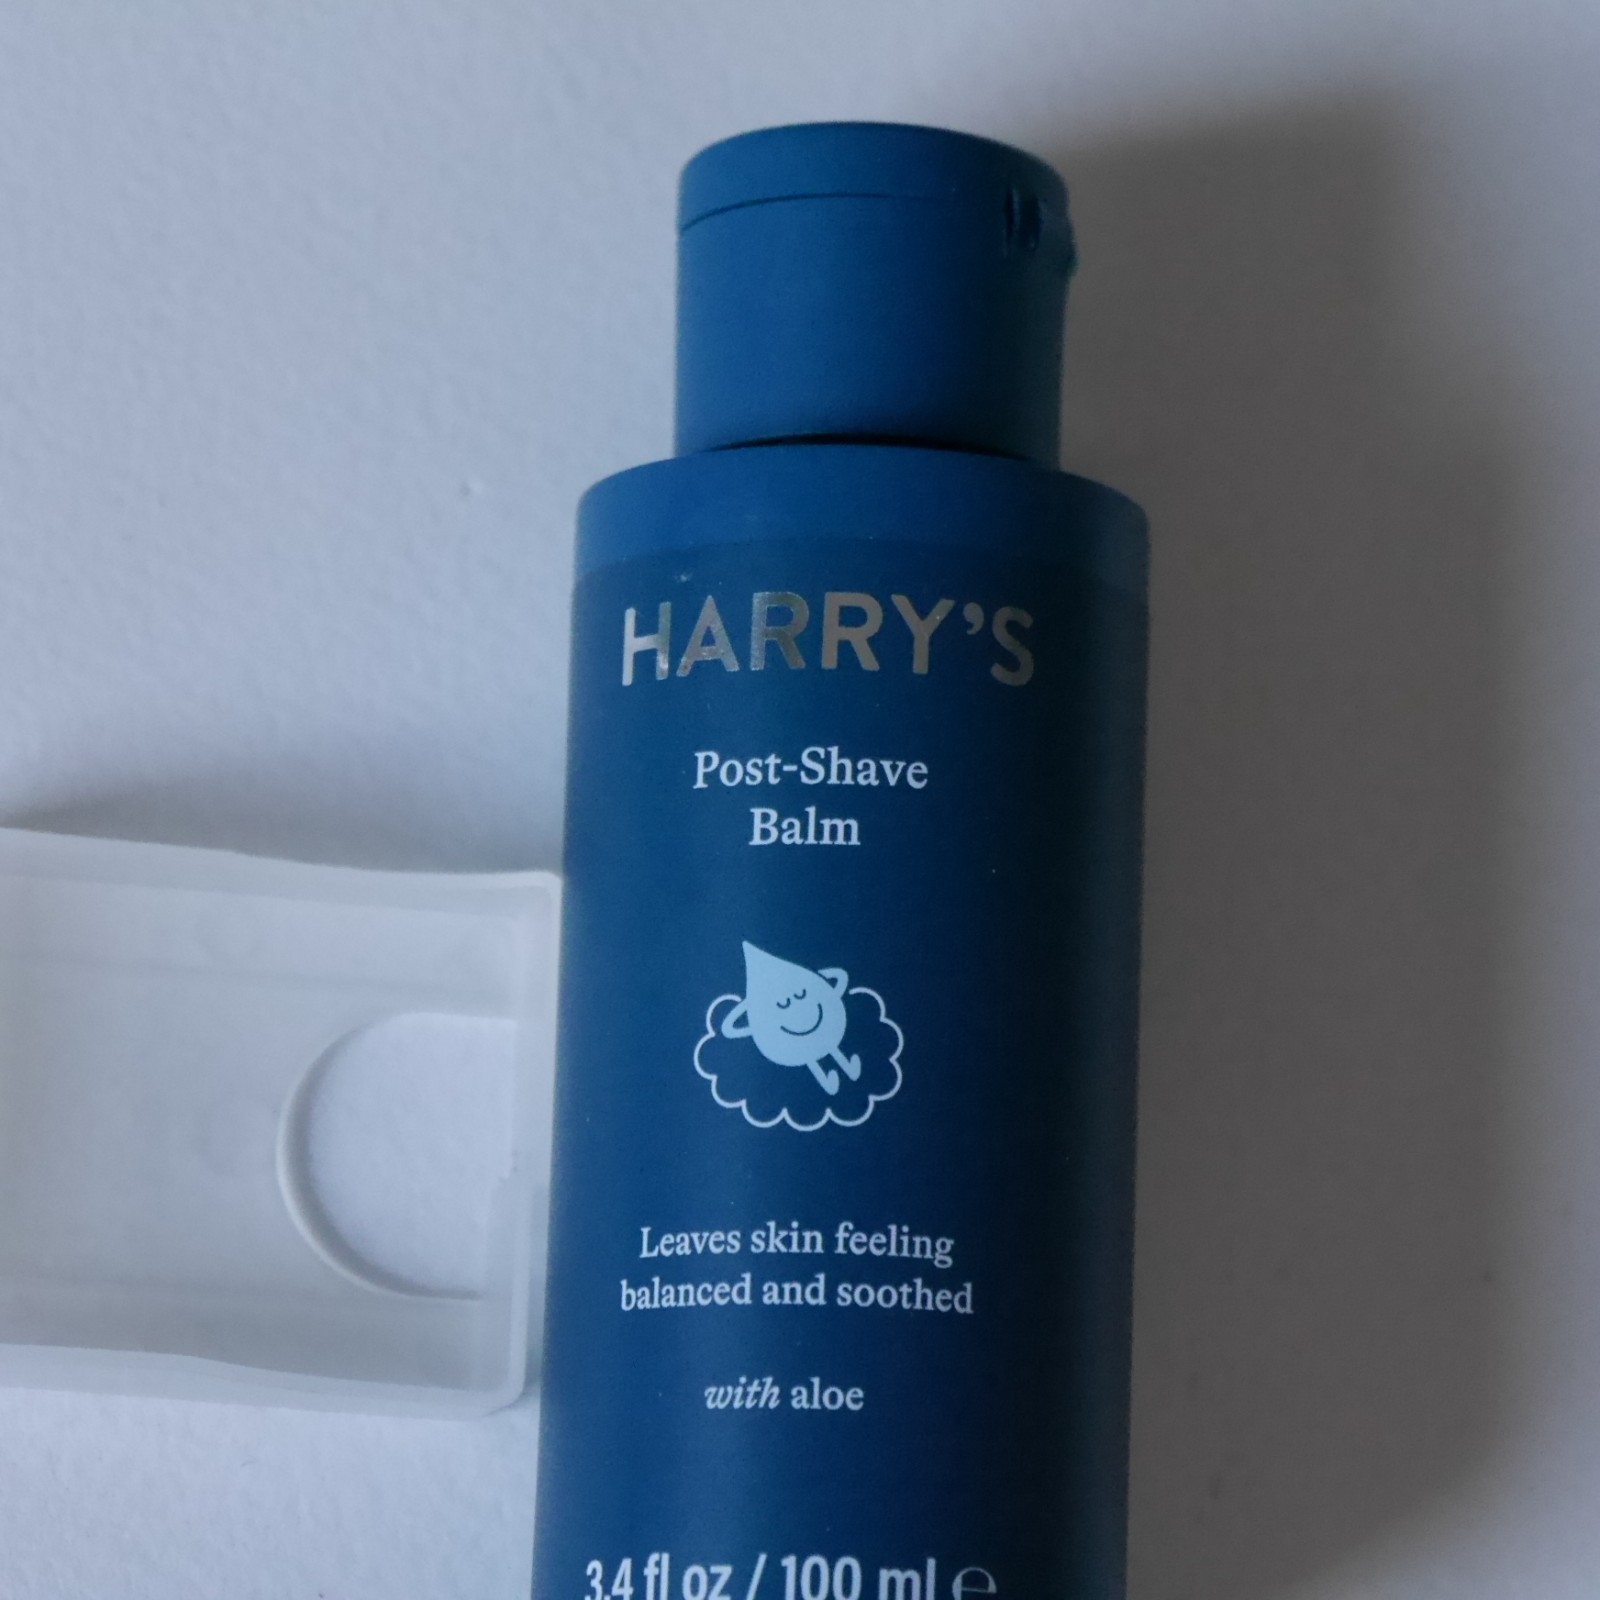 HARRY'S
Post-Shave
Balm
Leaves skin feeling
balanced and soothed
with aloe
3.4 fl oz / 100 ml ℮